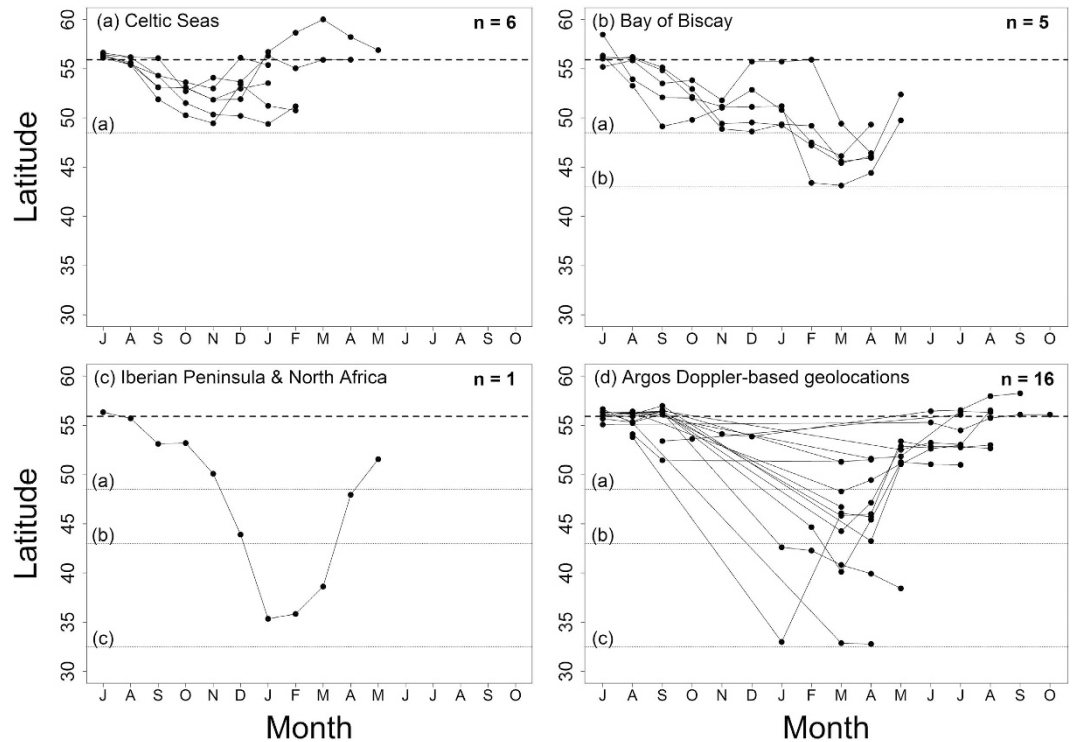 (a) Celtic Seas n = 6
(b) Bay of Biscay n = 5
Latitude
60
55
50
45
40
35
30
(a)
(a)
(b)
J A S O N D J F M A M J J A S O
J A S O N D J F M A M J J A S O
(c) Iberian Peninsula & North Africa n = 1
(d) Argos Doppler-based geolocations n = 16
Latitude
60
55
50
45
40
35
30
(a)
(b)
(c)
(a)
(b)
(c)
J A S O N D J F M A M J J A S O
J A S O N D J F M A M J J A S O
Month
Month